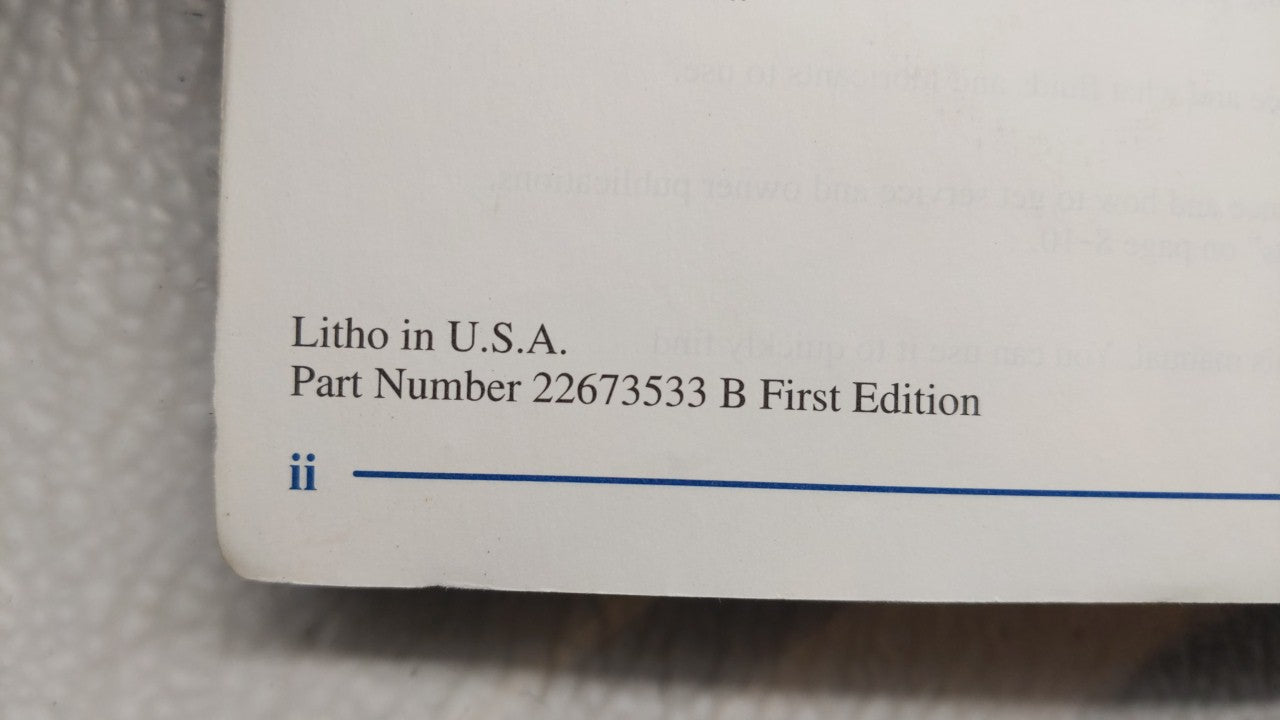 Litho in U.S.A.
Part Number 22673533 B First Edition
ii